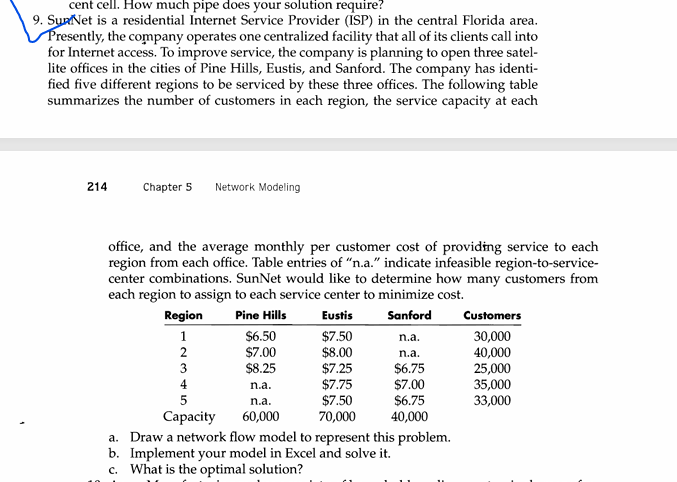 cent cell. How much pipe does your solution require?
9. SunNet is a residential Internet Service Provider (ISP) in the central Florida area.
Presently, the company operates one centralized facility that all of its clients call into
for Internet access. To improve service, the company is planning to open three satel-
lite offices in the cities of Pine Hills, Eustis, and Sanford. The company has identi-
fied five different regions to be serviced by these three offices. The following table
summarizes the number of customers in each region, the service capacity at each
214 Chapter 5 Network Modeling
office, and the average monthly per customer cost of providing service to each
region from each office. Table entries of “n.a.” indicate infeasible region-to-service-
center combinations. SunNet would like to determine how many customers from
each region to assign to each service center to minimize cost.
Region Pine Hills Eustis Sanford Customers
1 $6.50 $7.50 n.a. 30,000
2 $7.00 $8.00 n.a. 40,000
3 $8.25 $7.25 $6.75 25,000
4 n.a. $7.75 $7.00 35,000
5 n.a. $7.50 $6.75 33,000
Capacity 60,000 70,000 40,000
a. Draw a network flow model to represent this problem.
b. Implement your model in Excel and solve it.
c. What is the optimal solution?